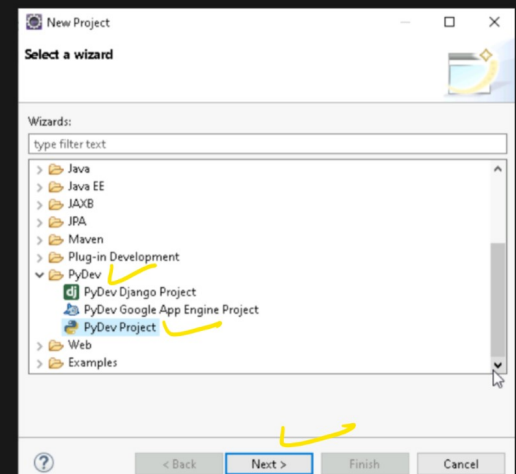 New Project
Select a wizard
Wizards:
type filter text
Java
Java EE
JAXB
JPA
Maven
Plug-in Development
PyDev
dj PyDev Django Project
PyDev Google App Engine Project
PyDev Project
Web
Examples
? < Back Next > Finish Cancel